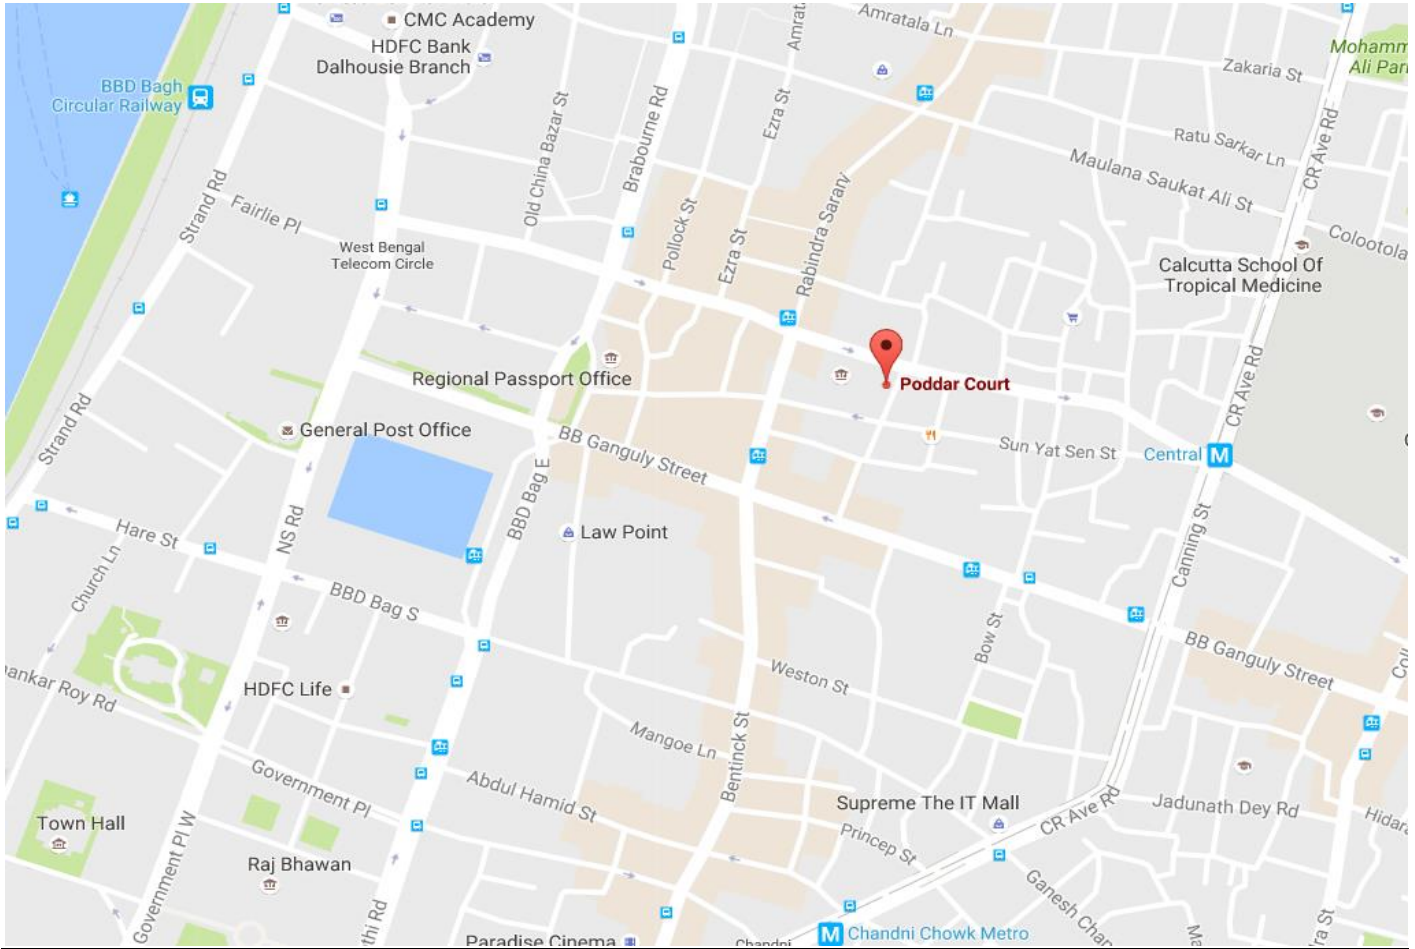 CMC Academy
HDFC Bank
Dalhousie Branch
Amratala Ln
Zakaria St
Ali
BBD Bagh
Circular Railway
Ezra St
Old China Bazar St
Brabourne Rd
Ratu Sarkar Ln
Maulana Saukat Ali St
CR Ave Rd
Strand Rd
Fairlie Pl
West Bengal
Telecom Circle
Pollock St
Ezra St
Rabindra Sarani
Colootola
Calcutta School Of
Tropical Medicine
Regional Passport Office
Poddar Court
CR Ave Rd
Strand Rd
General Post Office
BB Ganguly Street
Sun Yat Sen St
Central
M
NS Rd
BBD Bag E
Law Point
Hare St
Church Ln
BBD Bag S
Canning St
Bow St
BB Ganguly Street
Weston St
Roy Rd
HDFC Life
Mangoe Ln
Bentinck St
Government Pl
Abdul Hamid St
Supreme The IT Mall
CR Ave Rd
Jadunath Dey Rd
Town Hall
Princep St
Raj Bhawan
Government Pl W
Rd
Ganesh
Paradise Cinema
M
Chandni Chowk Metro